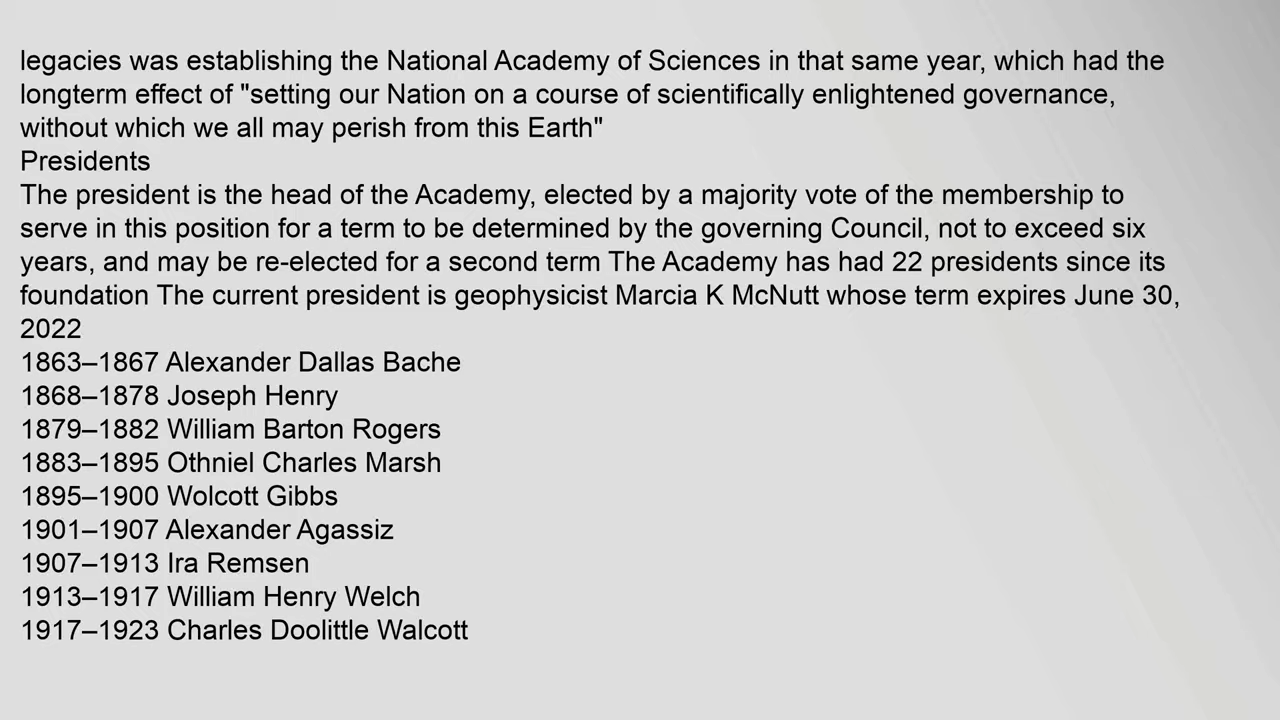 legacies was establishing the National Academy of Sciences in that same year, which had the
longterm effect of "setting our Nation on a course of scientifically enlightened governance,
without which we all may perish from this Earth"
Presidents
The president is the head of the Academy, elected by a majority vote of the membership to
serve in this position for a term to be determined by the governing Council, not to exceed six
years, and may be re-elected for a second term The Academy has had 22 presidents since its
foundation The current president is geophysicist Marcia K McNutt whose term expires June 30,
2022
1863–1867 Alexander Dallas Bache
1868–1878 Joseph Henry
1879–1882 William Barton Rogers
1883–1895 Othniel Charles Marsh
1895–1900 Wolcott Gibbs
1901–1907 Alexander Agassiz
1907–1913 Ira Remsen
1913–1917 William Henry Welch
1917–1923 Charles Doolittle Walcott